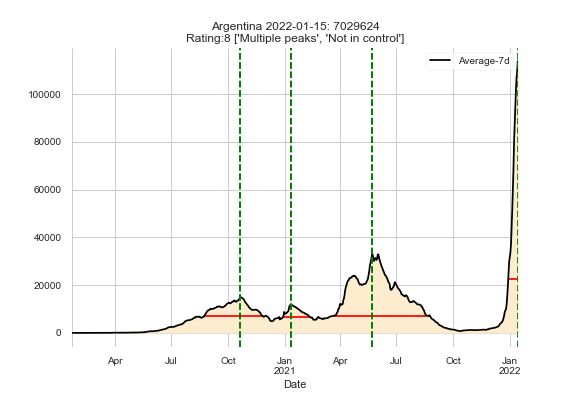 Argentina 2022-01-15: 7029624
Rating:8 ['Multiple peaks', 'Not in control']
Average-7d
100000
80000
60000
40000
20000
0
Apr
Jul
Oct
Jan
2021
Apr
Jul
Oct
Jan
2022
Date